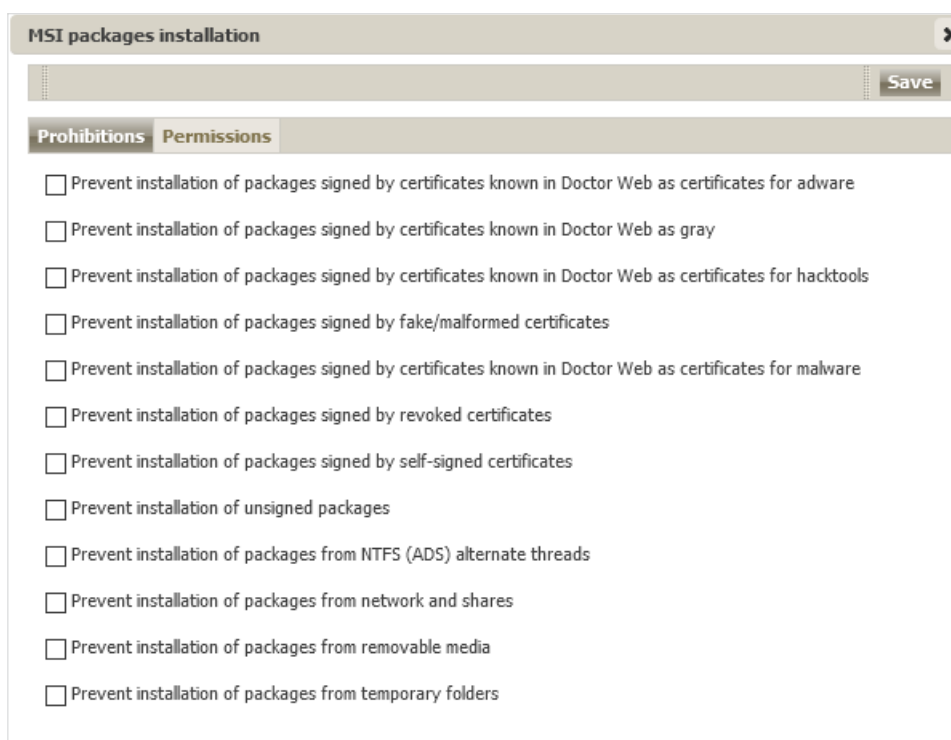 MSI packages installation
Save
Prohibitions Permissions
Prevent installation of packages signed by certificates known in Doctor Web as certificates for adware
Prevent installation of packages signed by certificates known in Doctor Web as gray
Prevent installation of packages signed by certificates known in Doctor Web as certificates for hacktools
Prevent installation of packages signed by fake/malformed certificates
Prevent installation of packages signed by certificates known in Doctor Web as certificates for malware
Prevent installation of packages signed by revoked certificates
Prevent installation of packages signed by self-signed certificates
Prevent installation of unsigned packages
Prevent installation of packages from NTFS (ADS) alternate threads
Prevent installation of packages from network and shares
Prevent installation of packages from removable media
Prevent installation of packages from temporary folders